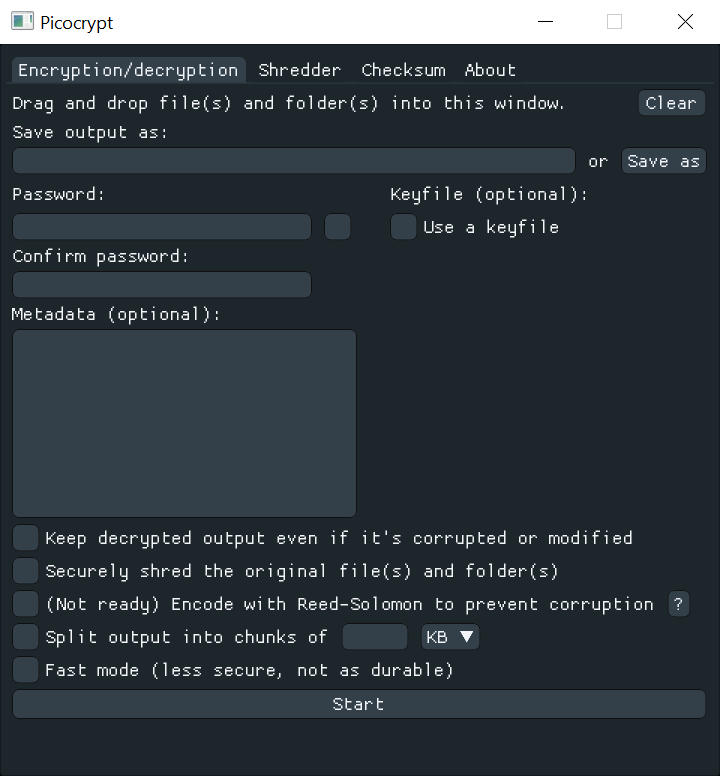 Picocrypt
Encryption/decryption Shredder Checksum About
Drag and drop file(s) and folder(s) into this window. Clear
Save output as:
or Save as
Password: Keyfile (optional):
Use a keyfile
Confirm password:
Metadata (optional):
Keep decrypted output even if it's corrupted or modified
Securely shred the original file(s) and folder(s)
(Not ready) Encode with Reed-Solomon to prevent corruption ?
Split output into chunks of KB ▼
Fast mode (less secure, not as durable)
Start